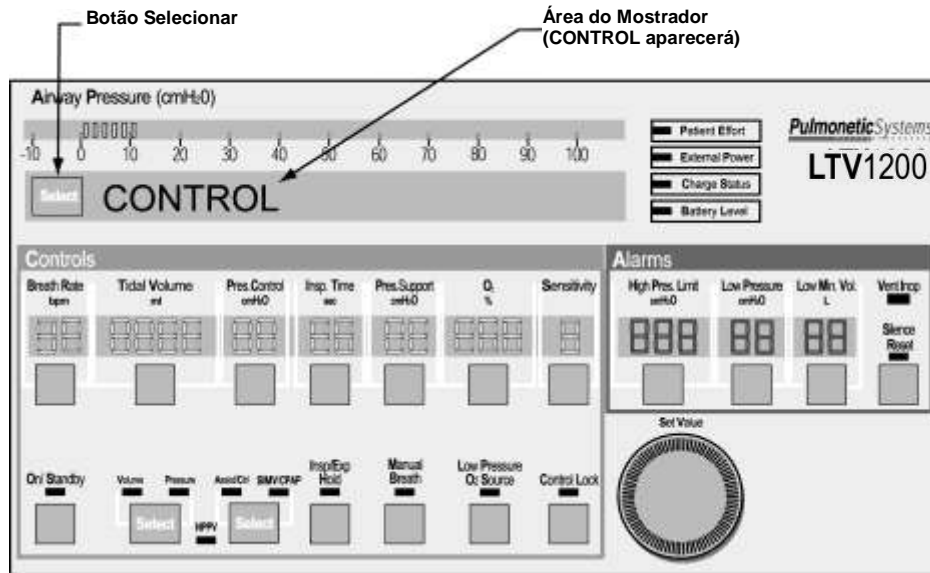 Botão Selecionar
Área do Mostrador
(CONTROL aparecerá)
Airway Pressure (cmH₂0)
-10 0 10 20 30 40 50 60 70 80 90 100
Patient Effort
External Power
Charge Status
Battery Level
PulmoneticSystems
LTV1200
Select
CONTROL
Controls
Breath Rate Tidal Volume Pres.Control Insp. Time Pres.Support O₂ Sensitivity
bpm ml cmH₂O sec cmH₂O %
Alarms
High Pres. Limit Low Pressure Low Min. Vol. Vent Inop
cmH₂O cmH₂O L
Silence
Reset
Set Value
On/ Standby
Volume Pressure Assist/Ctrl SIMV/CPAP
Select Select
NPPV
Insp/Exp
Hold
Manual
Breath
Low Pressure
O₂ Source
Control Lock